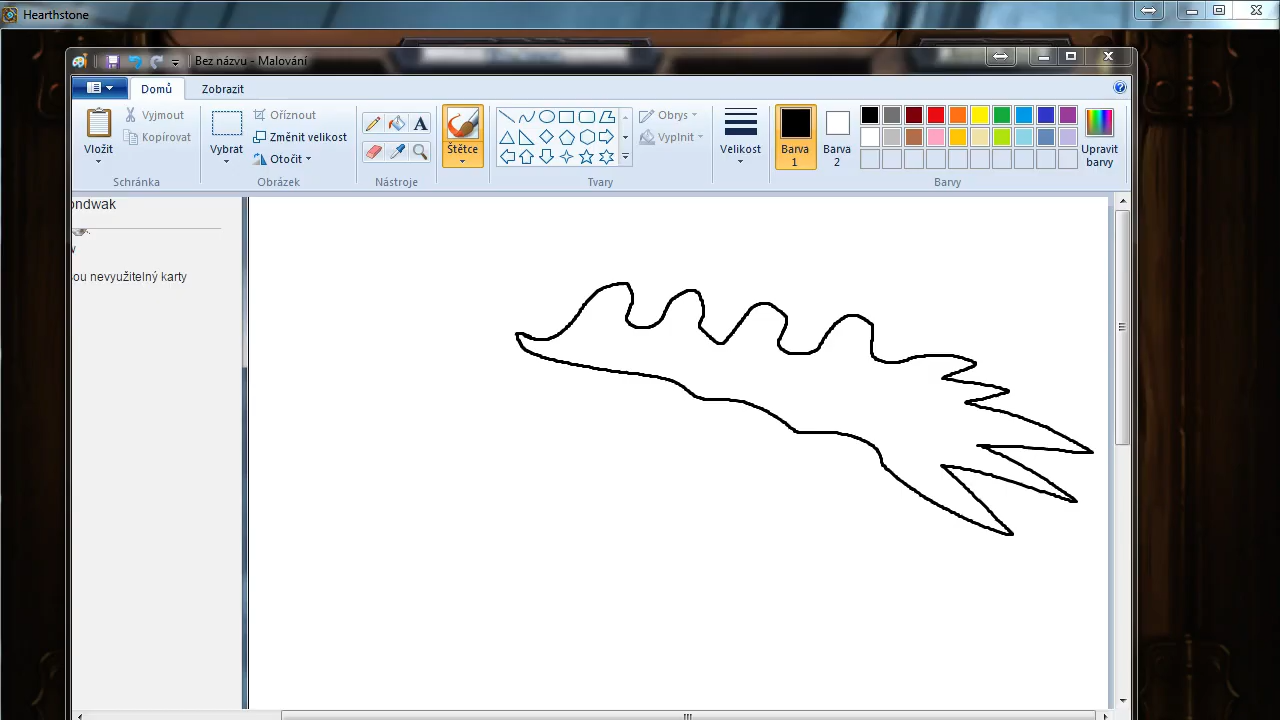 Hearthstone
Bez názvu - Malování
Domů
Zobrazit
Vložit
Vyjmout
Kopírovat
Schránka
Vybrat
Oříznout
Změnit velikost
Otočit
Obrázek
A
Nástroje
Štětce
Obrys
Vyplnit
Tvary
Velikost
Barva
1
Barva
2
Upravit
barvy
Barvy
ondwak
w
sou nevyužitelný karty